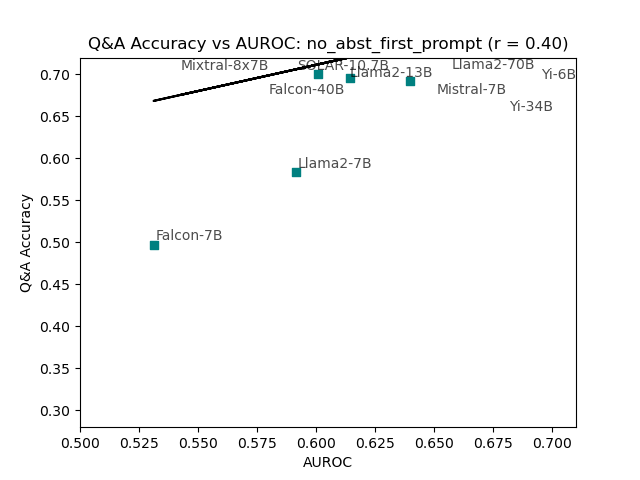 Q&A Accuracy vs AUROC: no_abst_first_prompt (r = 0.40)
Mixtral-8x7B
SOLAR-10.7B
Llama2-70B
Llama2-13B
Yi-6B
Falcon-40B
Mistral-7B
Yi-34B
Llama2-7B
Falcon-7B
0.70
0.65
0.60
0.55
0.50
0.45
0.40
0.35
0.30
Q&A Accuracy
0.500 0.525 0.550 0.575 0.600 0.625 0.650 0.675 0.700
AUROC